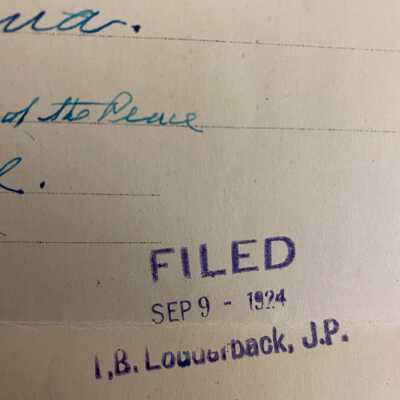 of the Peace
FILED
SEP 9 - 1924
I.B. Louderback, J.P.